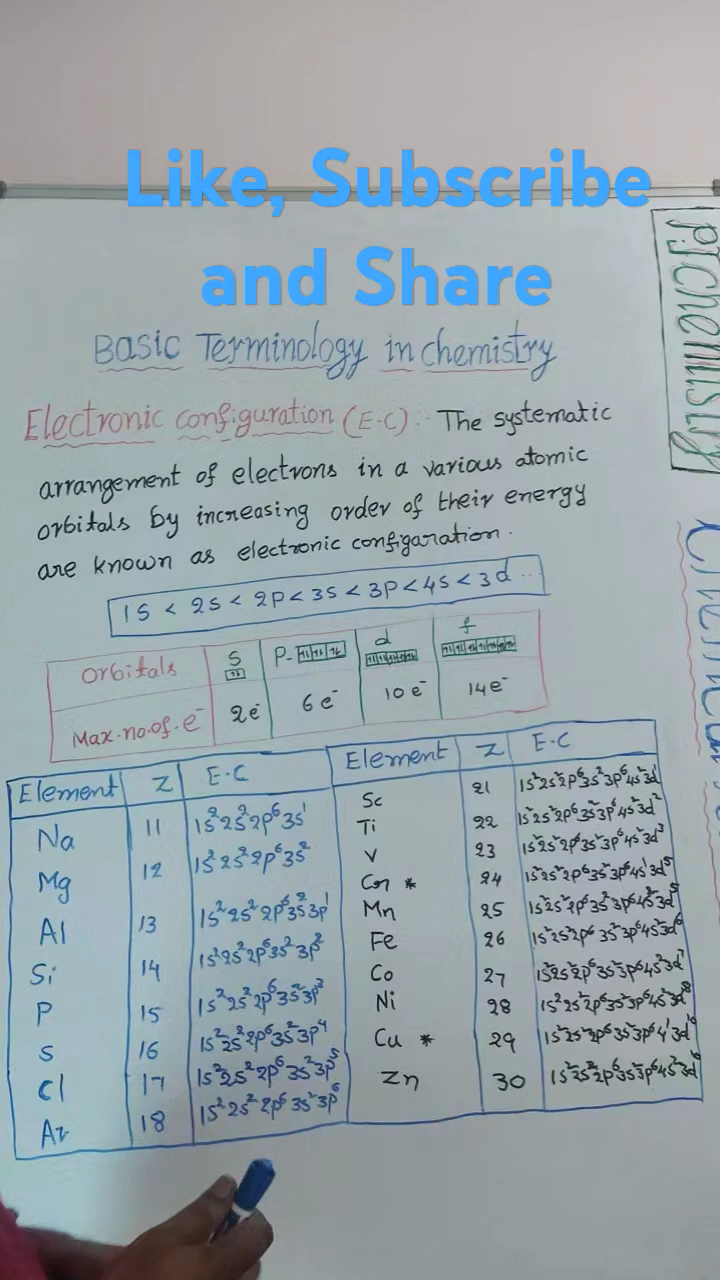 Like, Subscribe
and Share
P.J Chemistry
Basic Terminology in chemistry
Electronic configuration (E.C) :- The systematic
arrangement of electrons in a various atomic
orbitals by increasing order of their energy
are known as electronic configaration.
1S < 2S < 2P < 3S < 3P < 4S < 3d ...
Orbitals S P- d f
Max.no.of.e⁻ 2e⁻ 6e⁻ 10e⁻ 14e⁻
Element Z E.C
Na 11 1s²2s²2p⁶3s¹
Mg 12 1s²2s²2p⁶3s²
Al 13 1s²2s²2p⁶3s²3p¹
Si 14 1s²2s²2p⁶3s²3p²
P 15 1s²2s²2p⁶3s²3p³
S 16 1s²2s²2p⁶3s²3p⁴
Cl 17 1s²2s²2p⁶3s²3p⁵
Ar 18 1s²2s²2p⁶3s²3p⁶
Element Z E.C
Sc 21 1s²2s²2p⁶3s²3p⁶4s²3d¹
Ti 22 1s²2s²2p⁶3s²3p⁶4s²3d²
V 23 1s²2s²2p⁶3s²3p⁶4s²3d³
Cr * 24 1s²2s²2p⁶3s²3p⁶4s¹3d⁵
Mn 25 1s²2s²2p⁶3s²3p⁶4s²3d⁵
Fe 26 1s²2s²2p⁶3s²3p⁶4s²3d⁶
Co 27 1s²2s²2p⁶3s²3p⁶4s²3d⁷
Ni 28 1s²2s²2p⁶3s²3p⁶4s²3d⁸
Cu * 29 1s²2s²2p⁶3s²3p⁶4¹3d¹⁰
Zn 30 1s²2s²2p⁶3s²3p⁶4s²3d¹⁰